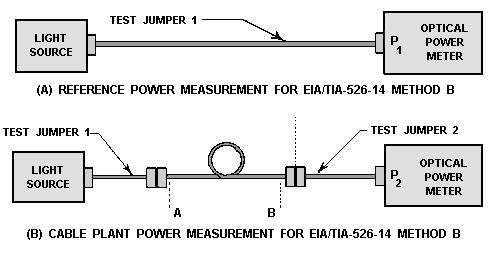 TEST JUMPER 1
LIGHT
SOURCE
P1
OPTICAL
POWER
METER
(A) REFERENCE POWER MEASUREMENT FOR EIA/TIA-526-14 METHOD B
TEST JUMPER 1
TEST JUMPER 2
LIGHT
SOURCE
P2
OPTICAL
POWER
METER
A
B
(B) CABLE PLANT POWER MEASUREMENT FOR EIA/TIA-526-14 METHOD B